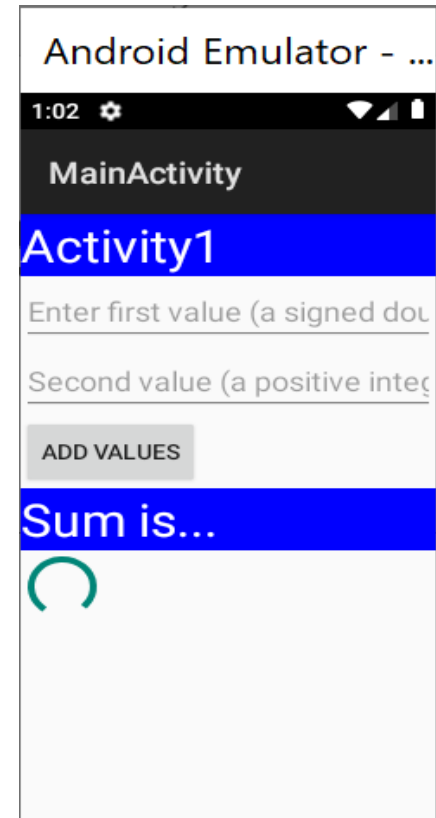 Android Emulator - ...
1:02
MainActivity
Activity1
Enter first value (a signed dou
Second value (a positive integ
ADD VALUES
Sum is...